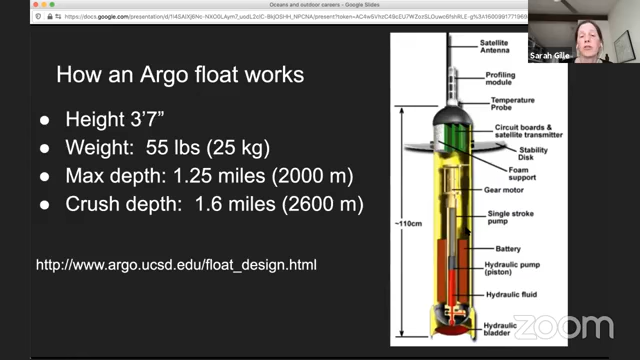 Oceans and outdoor careers - Google Slides
Sarah Gille
How an Argo float works
● Height 3'7"
● Weight: 55 lbs (25 kg)
● Max depth: 1.25 miles (2000 m)
● Crush depth: 1.6 miles (2600 m)
http://www.argo.ucsd.edu/float_design.html
Satellite
Antenna
Profiling
module
Temperature
Probe
Circuit boards &
satellite transmitter
Stability
Disk
Foam
support
Gear motor
~110cm
Single stroke
pump
Battery
Hydraulic pump
(piston)
Hydraulic fluid
Hydraulic
bladder
zoom